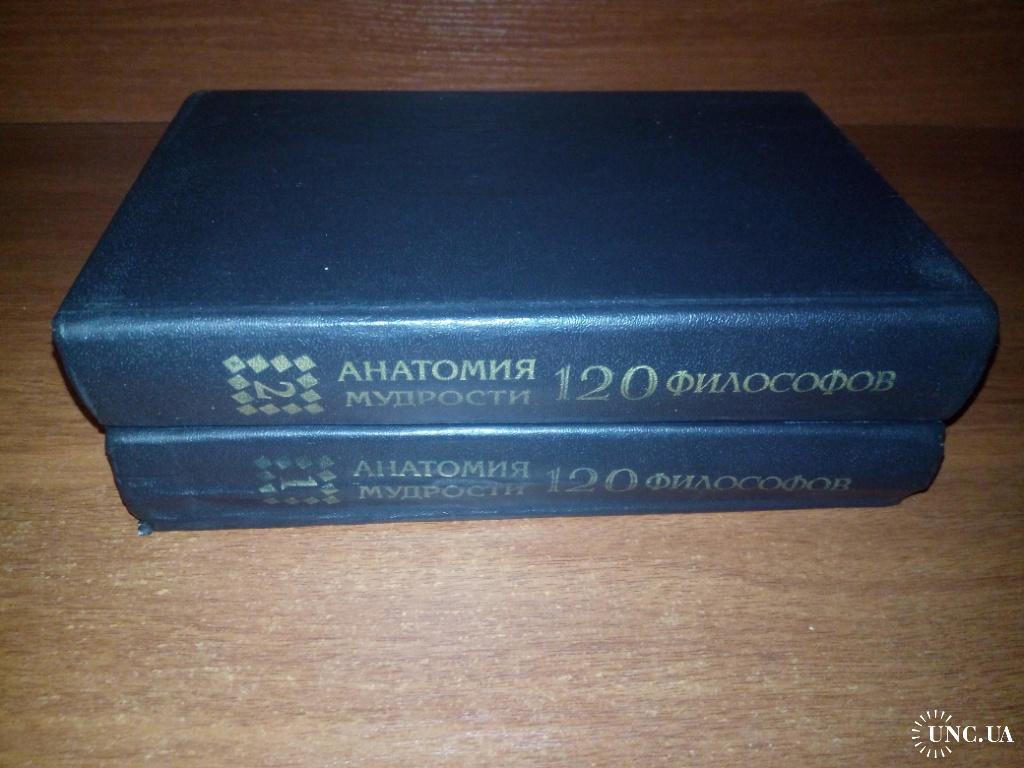 2
АНАТОМИЯ
МУДРОСТИ
120 ФИЛОСОФОВ
1
АНАТОМИЯ
МУДРОСТИ
120 ФИЛОСОФОВ
UNC.UA